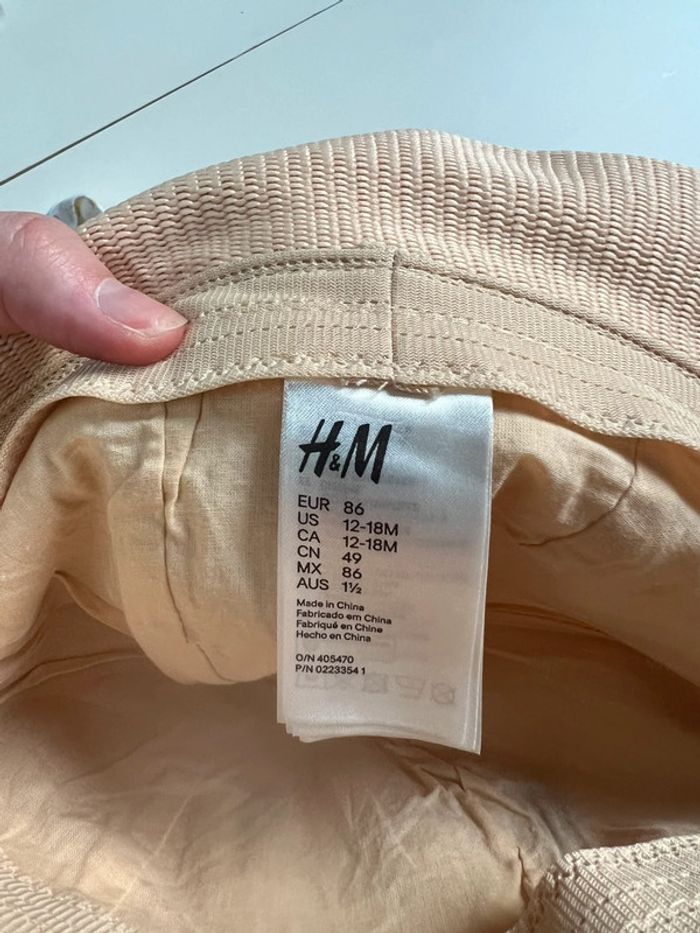 H&M
EUR 86
US 12-18M
CA 12-18M
CN 49
MX 86
AUS 1½
Made in China
Fabricado em China
Fabriqué en Chine
Hecho en China
O/N 405470
P/N 02233541